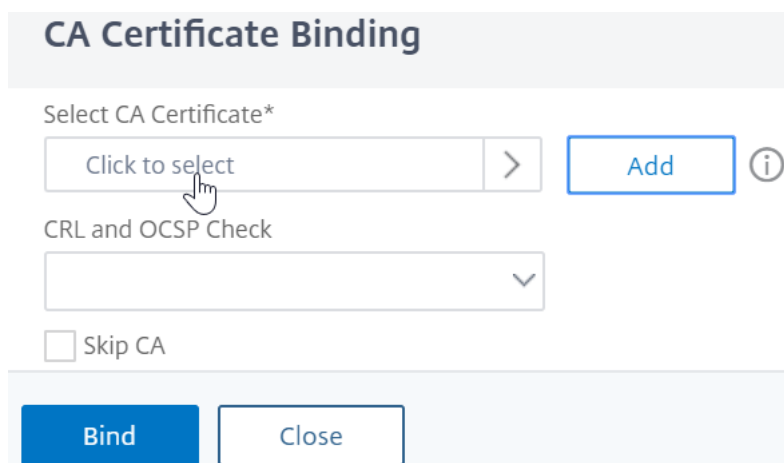 CA Certificate Binding
Select CA Certificate*
Click to select
Add
CRL and OCSP Check
Skip CA
Bind
Close